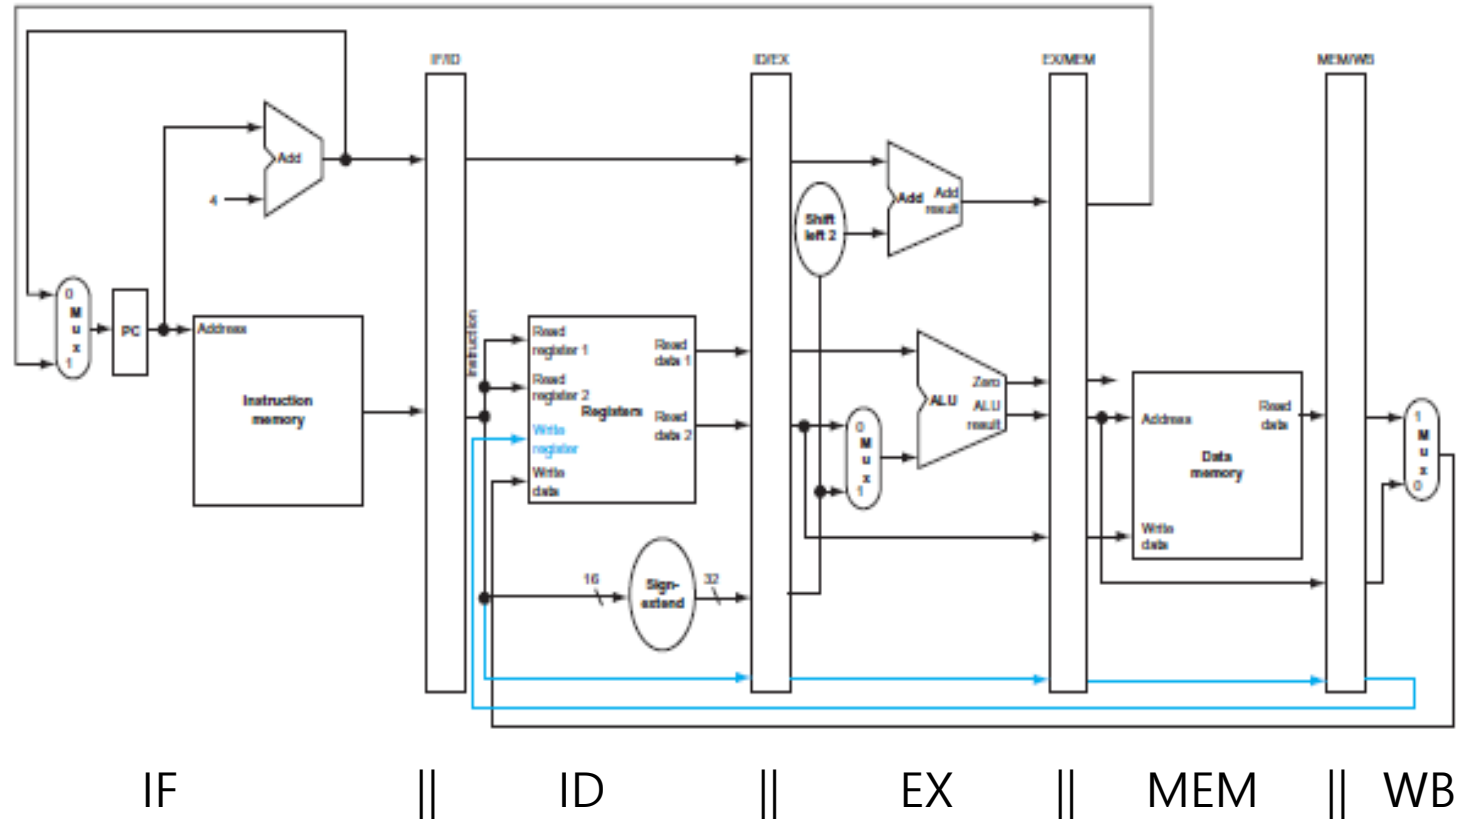 IF/ID
ID/EX
EX/MEM
MEM/WB
Add
4
Add
Add
result
Shift
left 2
0
M
u
x
1
PC
Address
Instruction
memory
Instruction
Read
register 1
Read
register 2
Registers
Write
register
Write
data
Read
data 1
Read
data 2
0
M
u
x
1
Zero
ALU
ALU
result
Address
Read
data
Data
memory
Write
data
1
M
u
x
0
16
Sign-
extend
32
IF || ID || EX || MEM || WB